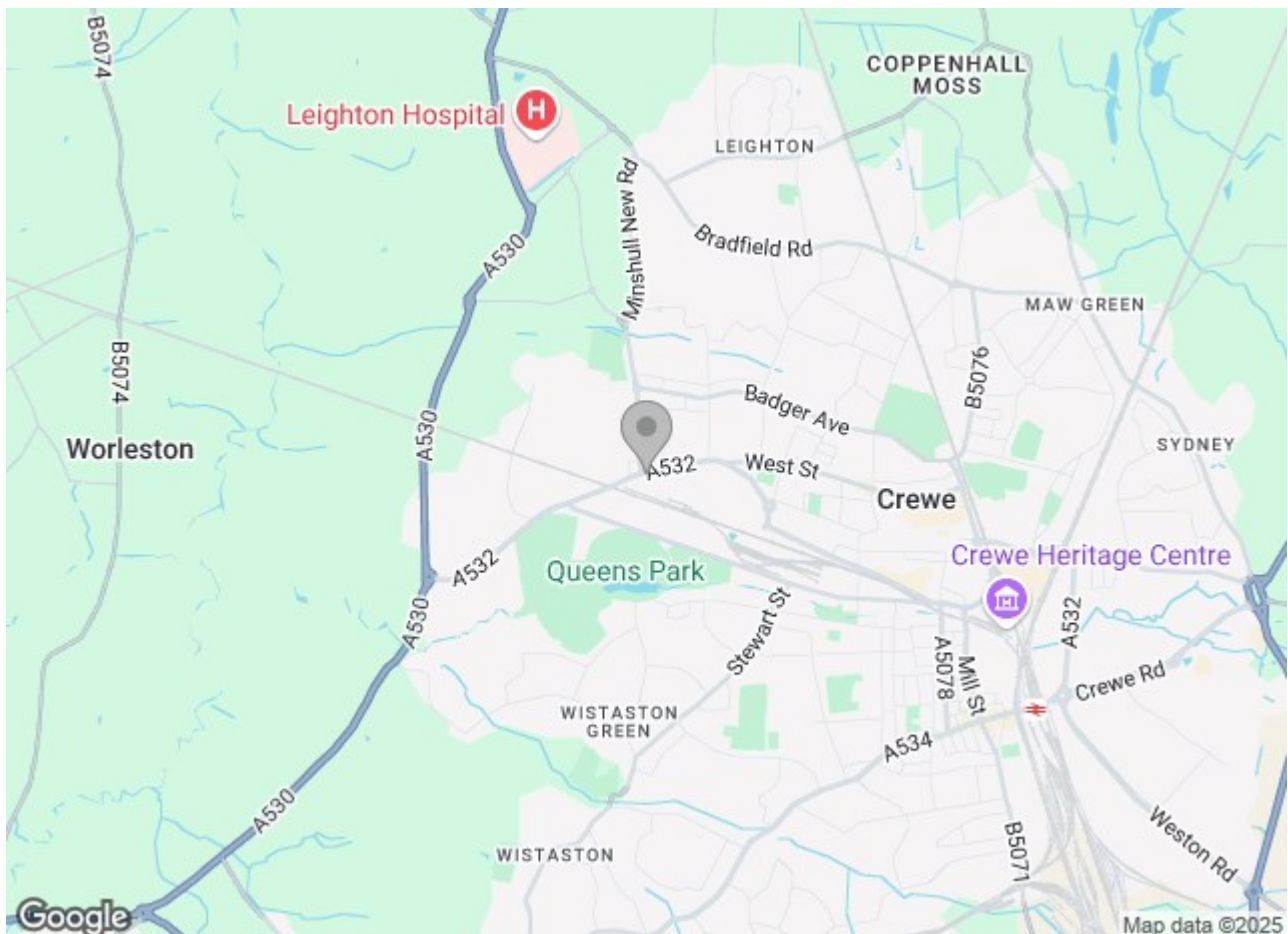 B5074
COPPENHALL
MOSS
Leighton Hospital
H
LEIGHTON
Minshull New Rd
Bradfield Rd
A530
MAW GREEN
B5074
B5076
Badger Ave
A530
Worleston
SYDNEY
A532
West St
Crewe
A532
Queens Park
Crewe Heritage Centre
A530
Stewart St
A532
A5078
Mill St
Crewe Rd
WISTASTON
GREEN
A534
A530
Weston Rd
B5071
WISTASTON
Google
Map data ©2025